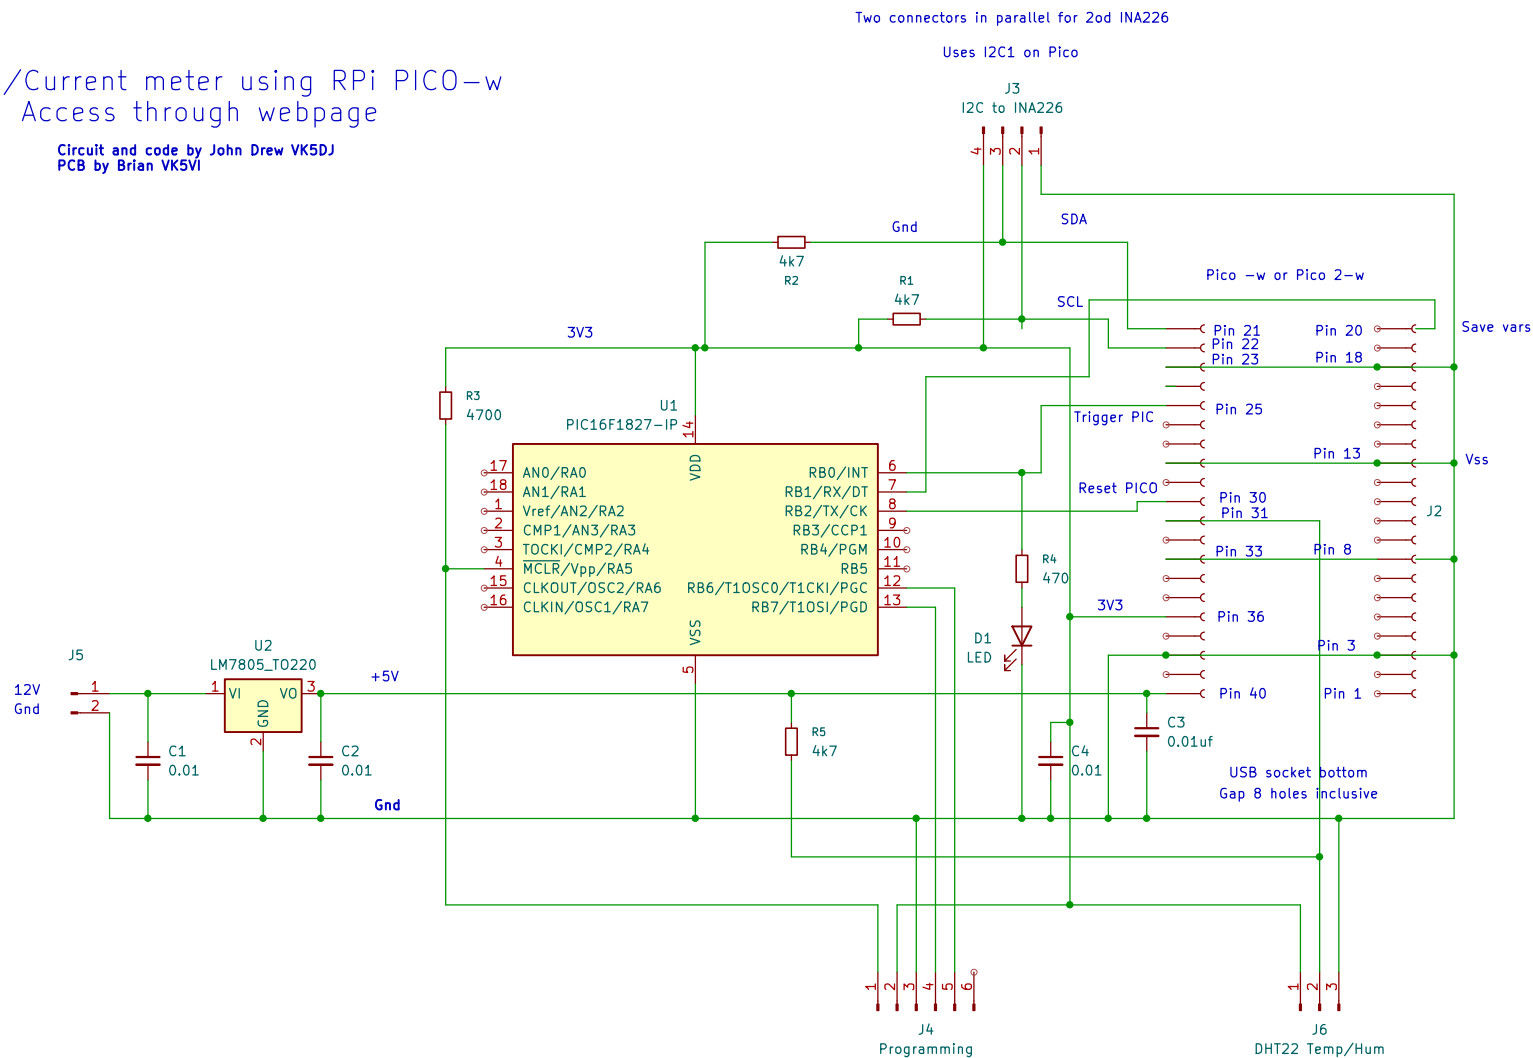 Two connectors in parallel for 2od INA226
Uses I2C1 on Pico
/Current meter using RPi PICO-w
Access through webpage
Circuit and code by John Drew VK5DJ
PCB by Brian VK5VI
J3
I2C to INA226
4
3
2
1
Gnd
SDA
4k7
R2
R1
4k7
SCL
Pico -w or Pico 2-w
3V3
Pin 21
Pin 20
Save vars
Pin 22
Pin 23
Pin 18
R3
4700
U1
PIC16F1827-IP
14
VDD
Trigger PIC
Pin 25
17
AN0/RA0
RB0/INT
6
18
AN1/RA1
RB1/RX/DT
7
1
Vref/AN2/RA2
RB2/TX/CK
8
2
CMP1/AN3/RA3
RB3/CCP1
9
3
TOCKI/CMP2/RA4
RB4/PGM
10
4
MCLR/Vpp/RA5
RB5
11
15
CLKOUT/OSC2/RA6
RB6/T1OSC0/T1CKI/PGC
12
16
CLKIN/OSC1/RA7
RB7/T1OSI/PGD
13
VSS
5
Pin 13
Vss
Reset PICO
Pin 30
Pin 31
J2
Pin 33
Pin 8
R4
470
3V3
Pin 36
D1
LED
Pin 3
J5
U2
LM7805_TO220
+5V
12V
1
Gnd
2
1
VI
VO
3
GND
2
Pin 40
Pin 1
C1
0.01
C2
0.01
R5
4k7
C4
0.01
C3
0.01uf
USB socket bottom
Gap 8 holes inclusive
Gnd
1
2
3
4
5
6
J4
Programming
1
2
3
J6
DHT22 Temp/Hum